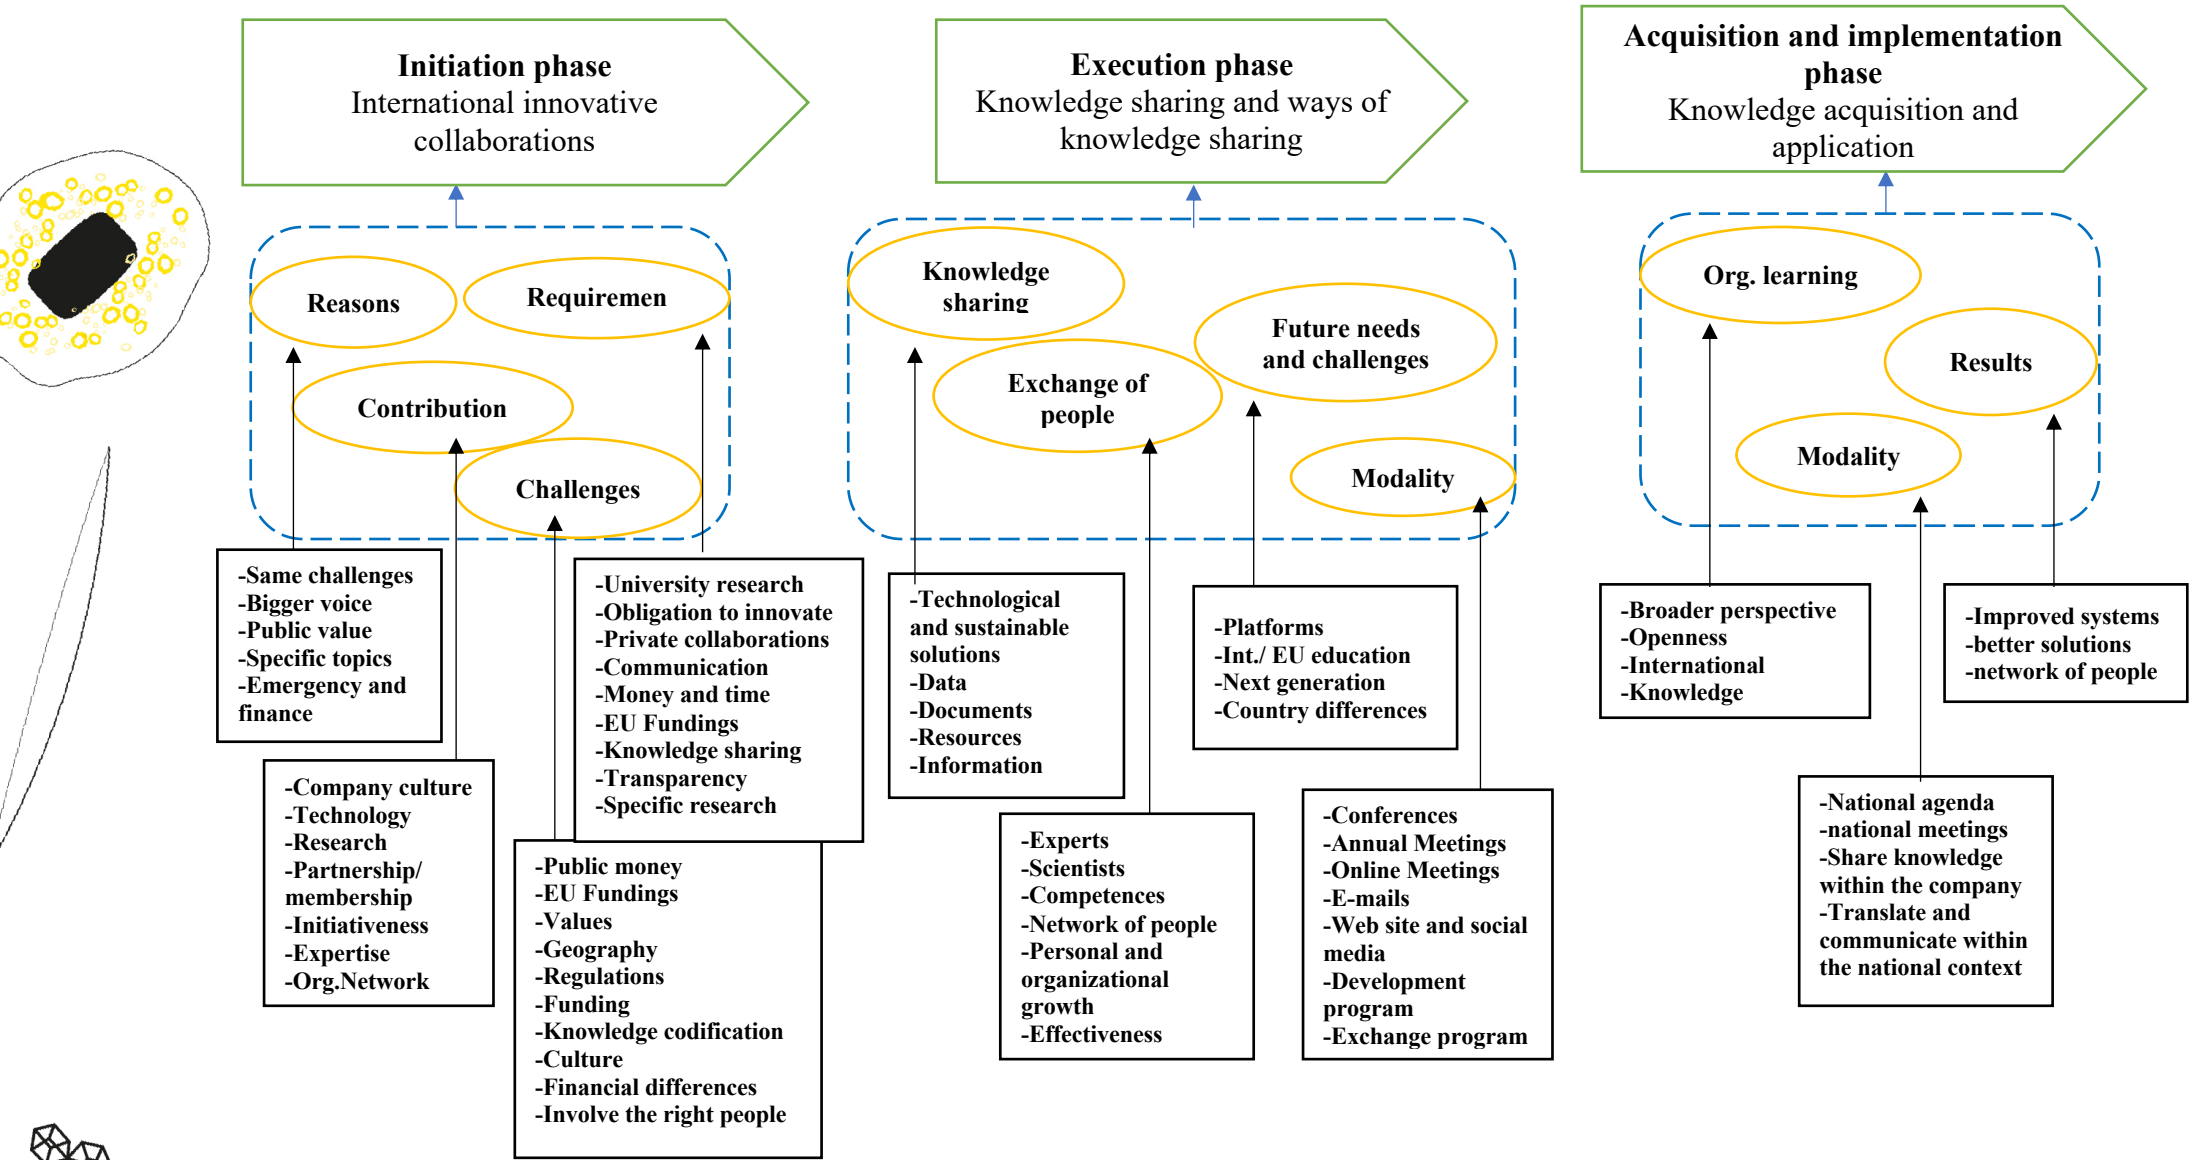 Initiation phase
International innovative
collaborations
Execution phase
Knowledge sharing and ways of
knowledge sharing
Acquisition and implementation
phase
Knowledge acquisition and
application
Reasons
Requiremen
Contribution
Challenges
Knowledge
sharing
Future needs
and challenges
Exchange of
people
Modality
Org. learning
Results
Modality
-Same challenges
-Bigger voice
-Public value
-Specific topics
-Emergency and
finance
-Company culture
-Technology
-Research
-Partnership/
membership
-Initiativeness
-Expertise
-Org.Network
-University research
-Obligation to innovate
-Private collaborations
-Communication
-Money and time
-EU Fundings
-Knowledge sharing
-Transparency
-Specific research
-Public money
-EU Fundings
-Values
-Geography
-Regulations
-Funding
-Knowledge codification
-Culture
-Financial differences
-Involve the right people
-Technological
and sustainable
solutions
-Data
-Documents
-Resources
-Information
-Experts
-Scientists
-Competences
-Network of people
-Personal and
organizational
growth
-Effectiveness
-Platforms
-Int./ EU education
-Next generation
-Country differences
-Conferences
-Annual Meetings
-Online Meetings
-E-mails
-Web site and social
media
-Development
program
-Exchange program
-Broader perspective
-Openness
-International
-Knowledge
-Improved systems
-better solutions
-network of people
-National agenda
-national meetings
-Share knowledge
within the company
-Translate and
communicate within
the national context